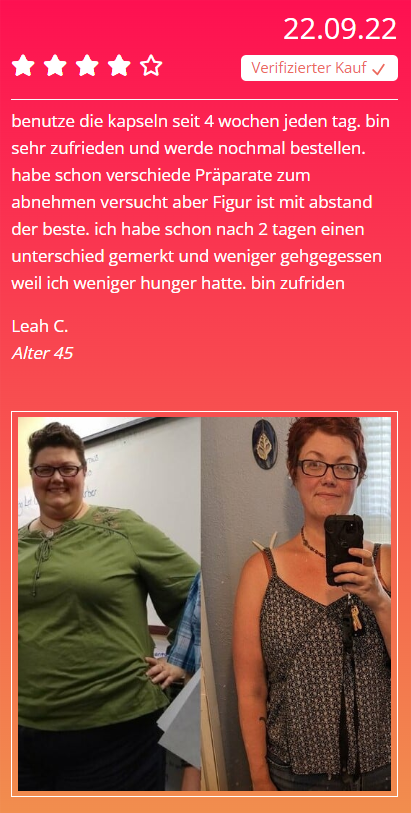 22.09.22
Verifizierter Kauf
benutze die kapseln seit 4 wochen jeden tag. bin
sehr zufrieden und werde nochmal bestellen.
habe schon verschiede Präparate zum
abnehmen versucht aber Figur ist mit abstand
der beste. ich habe schon nach 2 tagen einen
unterschied gemerkt und weniger gehgegessen
weil ich weniger hunger hatte. bin zufriden
Leah C.
Alter 45